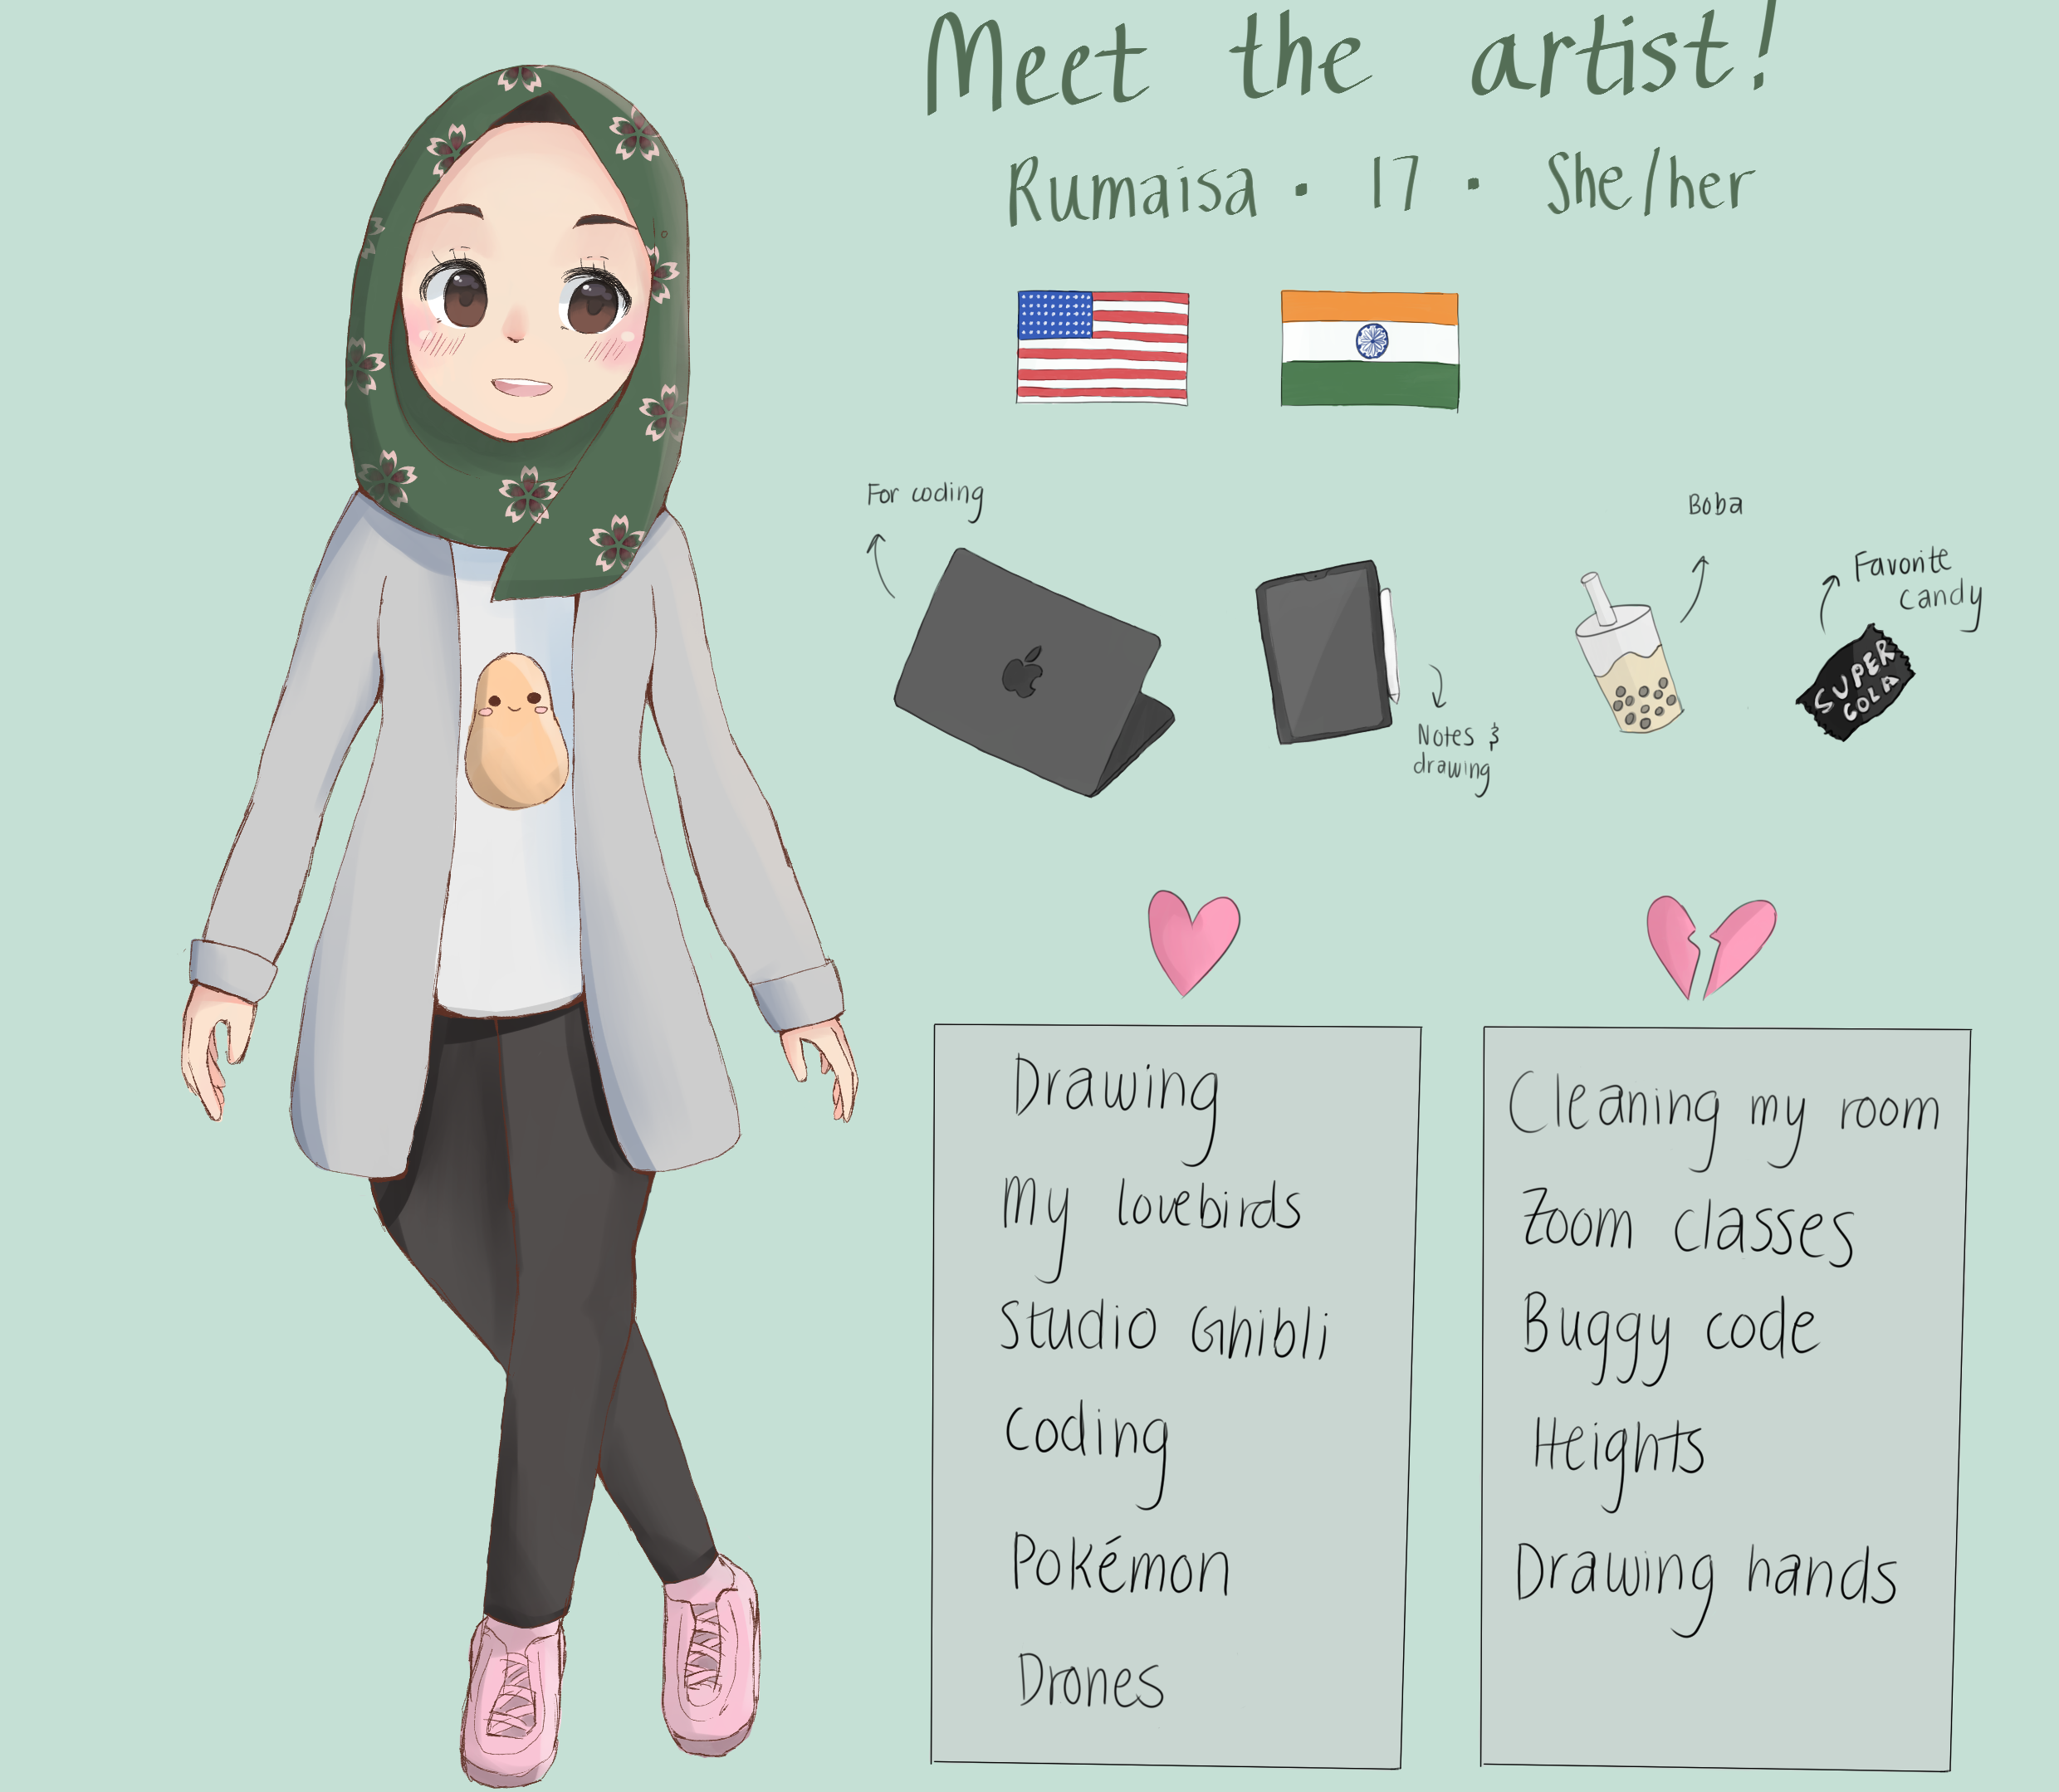 Meet the artist!
Rumaisa • 17 • She/her
For coding
Notes &
drawing
Boba
Favorite
candy
SUPER
COLA
Drawing
My lovebirds
Studio Ghibli
Coding
Pokémon
Drones
Cleaning my room
Zoom classes
Buggy code
Heights
Drawing hands